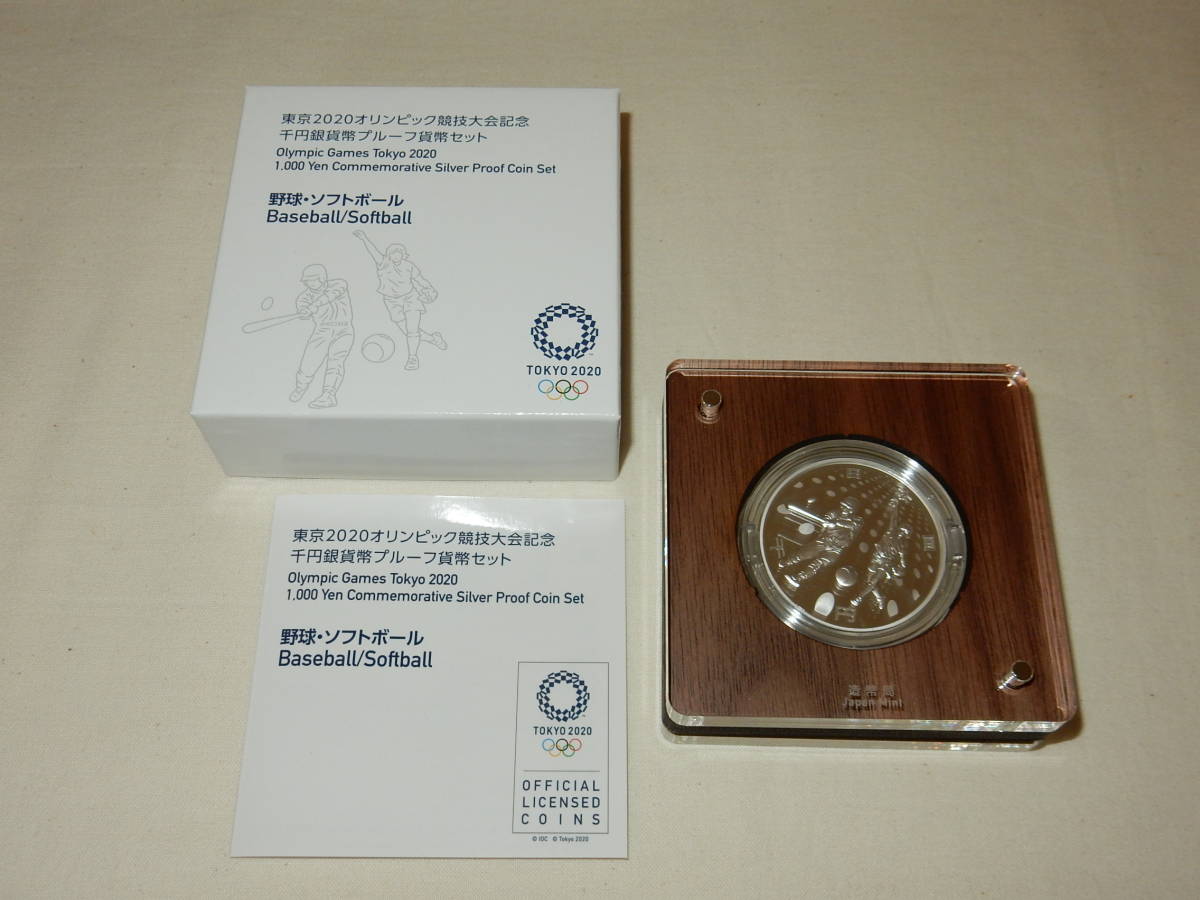 東京2020オリンピック競技大会記念
千円銀貨幣プルーフ貨幣セット
Olympic Games Tokyo 2020
1,000 Yen Commemorative Silver Proof Coin Set
野球・ソフトボール
Baseball/Softball
TOKYO 2020
東京2020オリンピック競技大会記念
千円銀貨幣プルーフ貨幣セット
Olympic Games Tokyo 2020
1,000 Yen Commemorative Silver Proof Coin Set
野球・ソフトボール
Baseball/Softball
TOKYO 2020
OFFICIAL
LICENSED
COINS
© IOC © Tokyo 2020
造幣局
Japan Mint